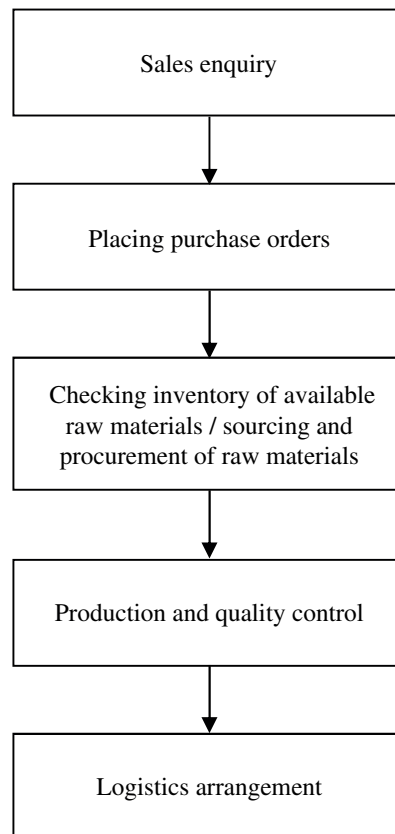 Sales enquiry
Placing purchase orders
Checking inventory of available
raw materials / sourcing and
procurement of raw materials
Production and quality control
Logistics arrangement